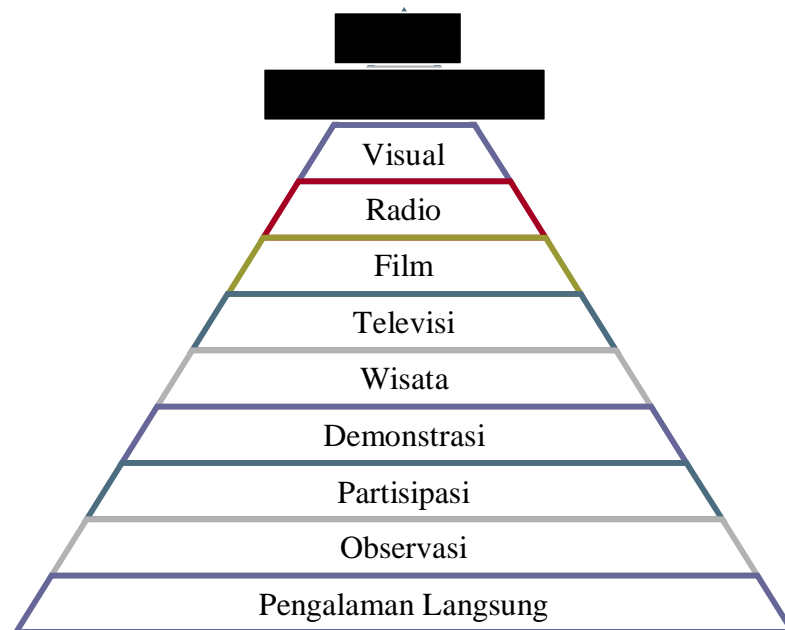 Visual
Radio
Film
Televisi
Wisata
Demonstrasi
Partisipasi
Observasi
Pengalaman Langsung